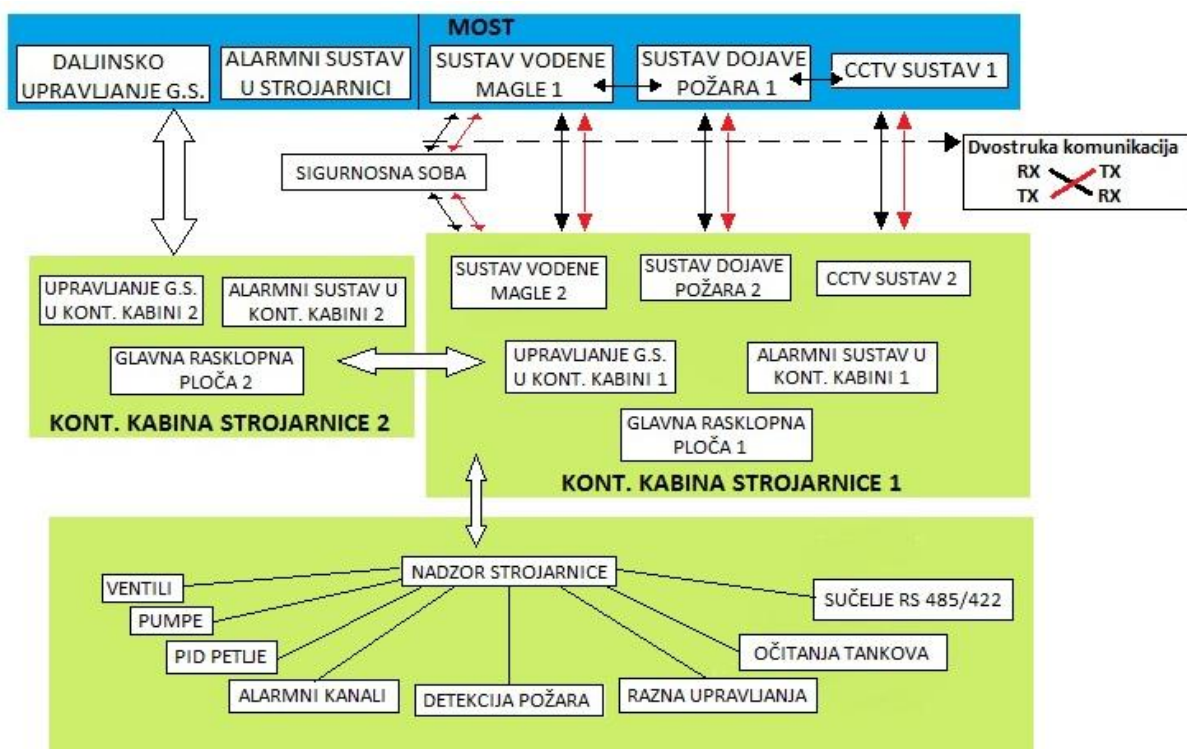 MOST
DALJINSKO
UPRAVLJANJE G.S.
ALARMNI SUSTAV
U STROJARNICI
SUSTAV VODENE
MAGLE 1
SUSTAV DOJAVE
POŽARA 1
CCTV SUSTAV 1
SIGURNOSNA SOBA
Dvostruka komunikacija
RX TX
TX RX
UPRAVLJANJE G.S.
U KONT. KABINI 2
ALARMNI SUSTAV U
KONT. KABINI 2
GLAVNA RASKLOPNA
PLOČA 2
KONT. KABINA STROJARNICE 2
SUSTAV VODENE
MAGLE 2
SUSTAV DOJAVE
POŽARA 2
CCTV SUSTAV 2
UPRAVLJANJE G.S.
U KONT. KABINI 1
ALARMNI SUSTAV U
KONT. KABINI 1
GLAVNA RASKLOPNA
PLOČA 1
KONT. KABINA STROJARNICE 1
NADZOR STROJARNICE
VENTILI
PUMPE
PID PETLJE
ALARMNI KANALI
DETEKCIJA POŽARA
RAZNA UPRAVLJANJA
OČITANJA TANKOVA
SUČELJE RS 485/422